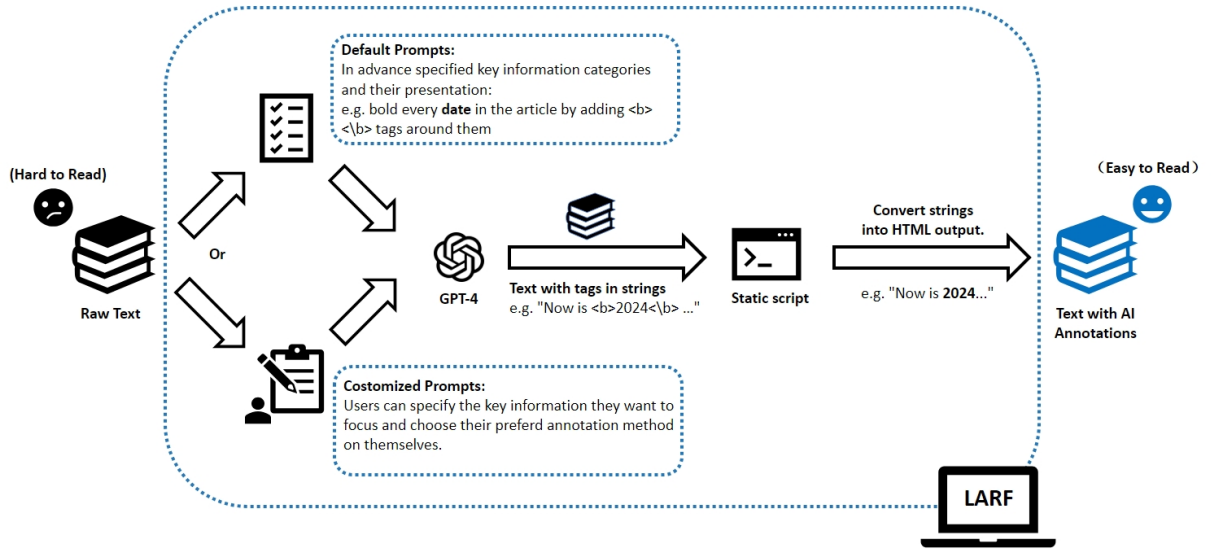 Default Prompts:
In advance specified key information categories
and their presentation:
e.g. bold every date in the article by adding <b>
<\b> tags around them
(Hard to Read)
Raw Text
Or
GPT-4
Text with tags in strings
e.g. "Now is <b>2024<\b> ..."
Static script
Convert strings
into HTML output.
e.g. "Now is 2024..."
（Easy to Read）
Text with AI
Annotations
Costomized Prompts:
Users can specify the key information they want to
focus and choose their preferd annotation method
on themselves.
LARF